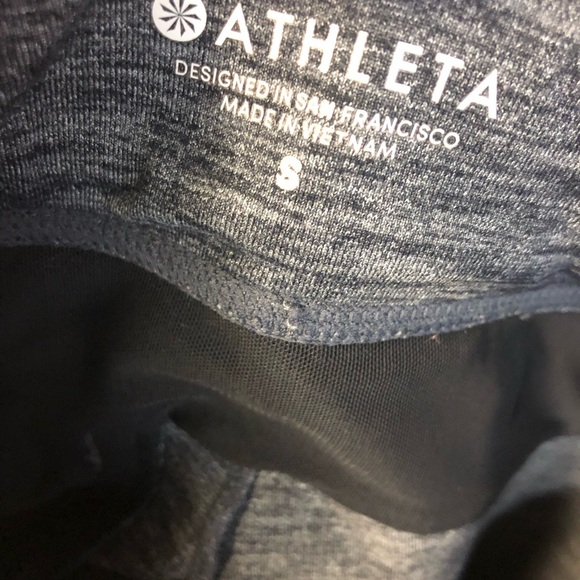 ATHLETA
DESIGNED IN SAN FRANCISCO
MADE IN VIETNAM
S